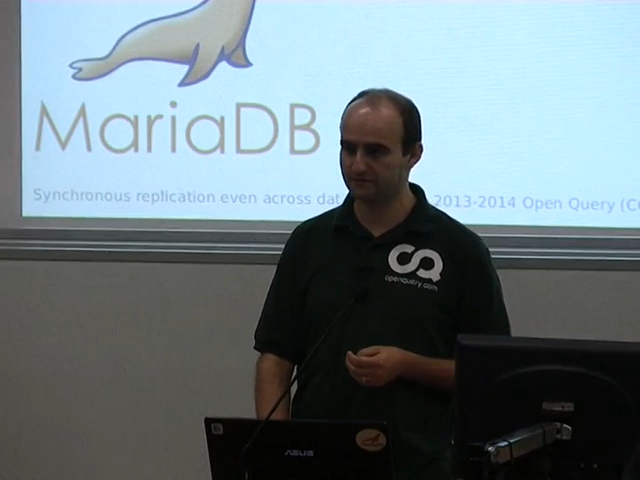 MariaDB
Synchronous replication even across dat
2013-2014 Open Query (C
openquery.com
ASUS